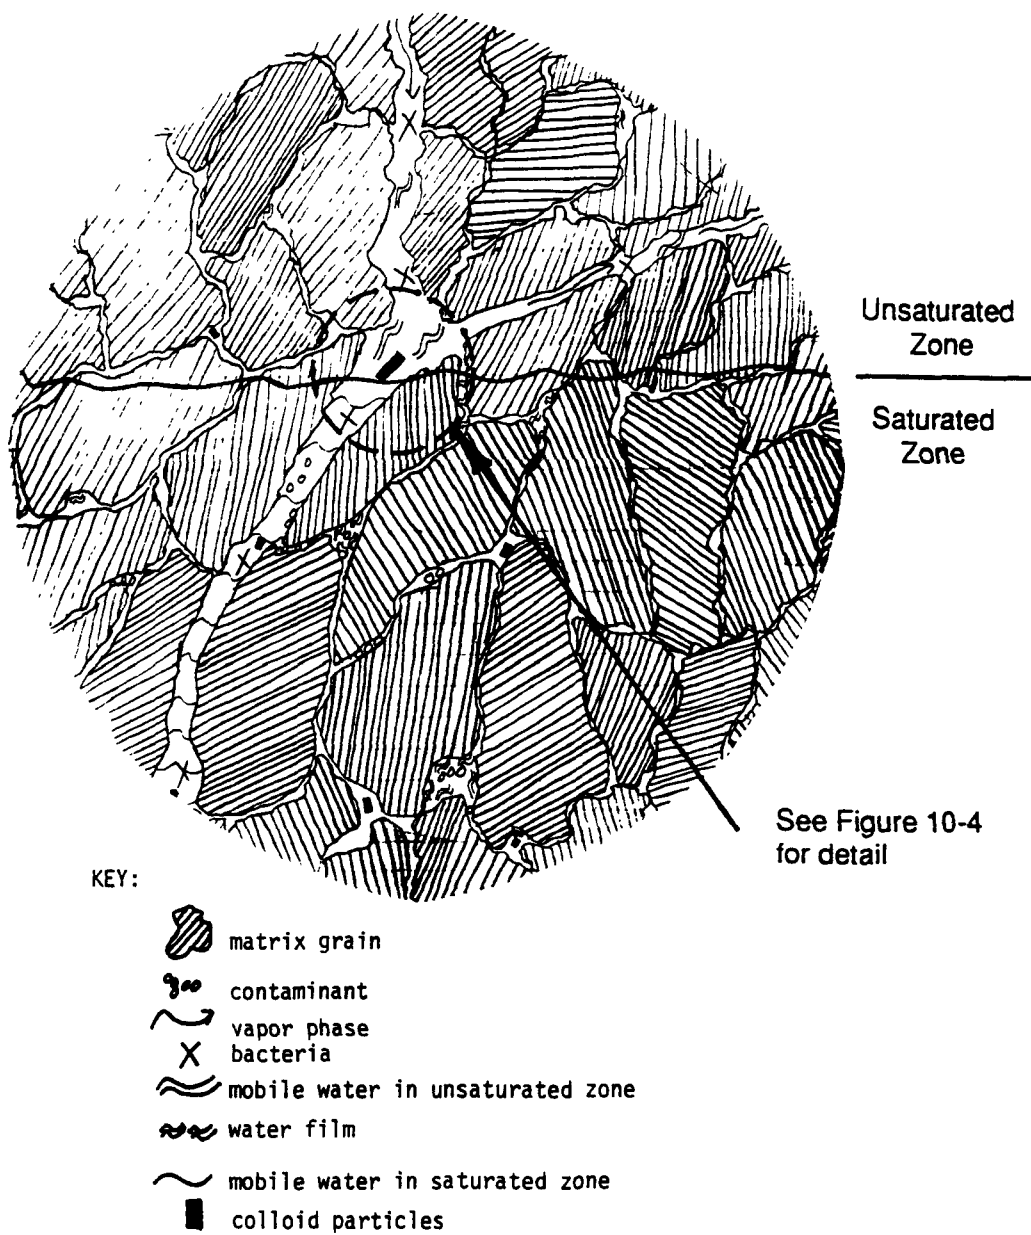 Unsaturated
Zone
Saturated
Zone
See Figure 10-4
for detail
KEY:
matrix grain
contaminant
vapor phase
bacteria
mobile water in unsaturated zone
water film
mobile water in saturated zone
colloid particles